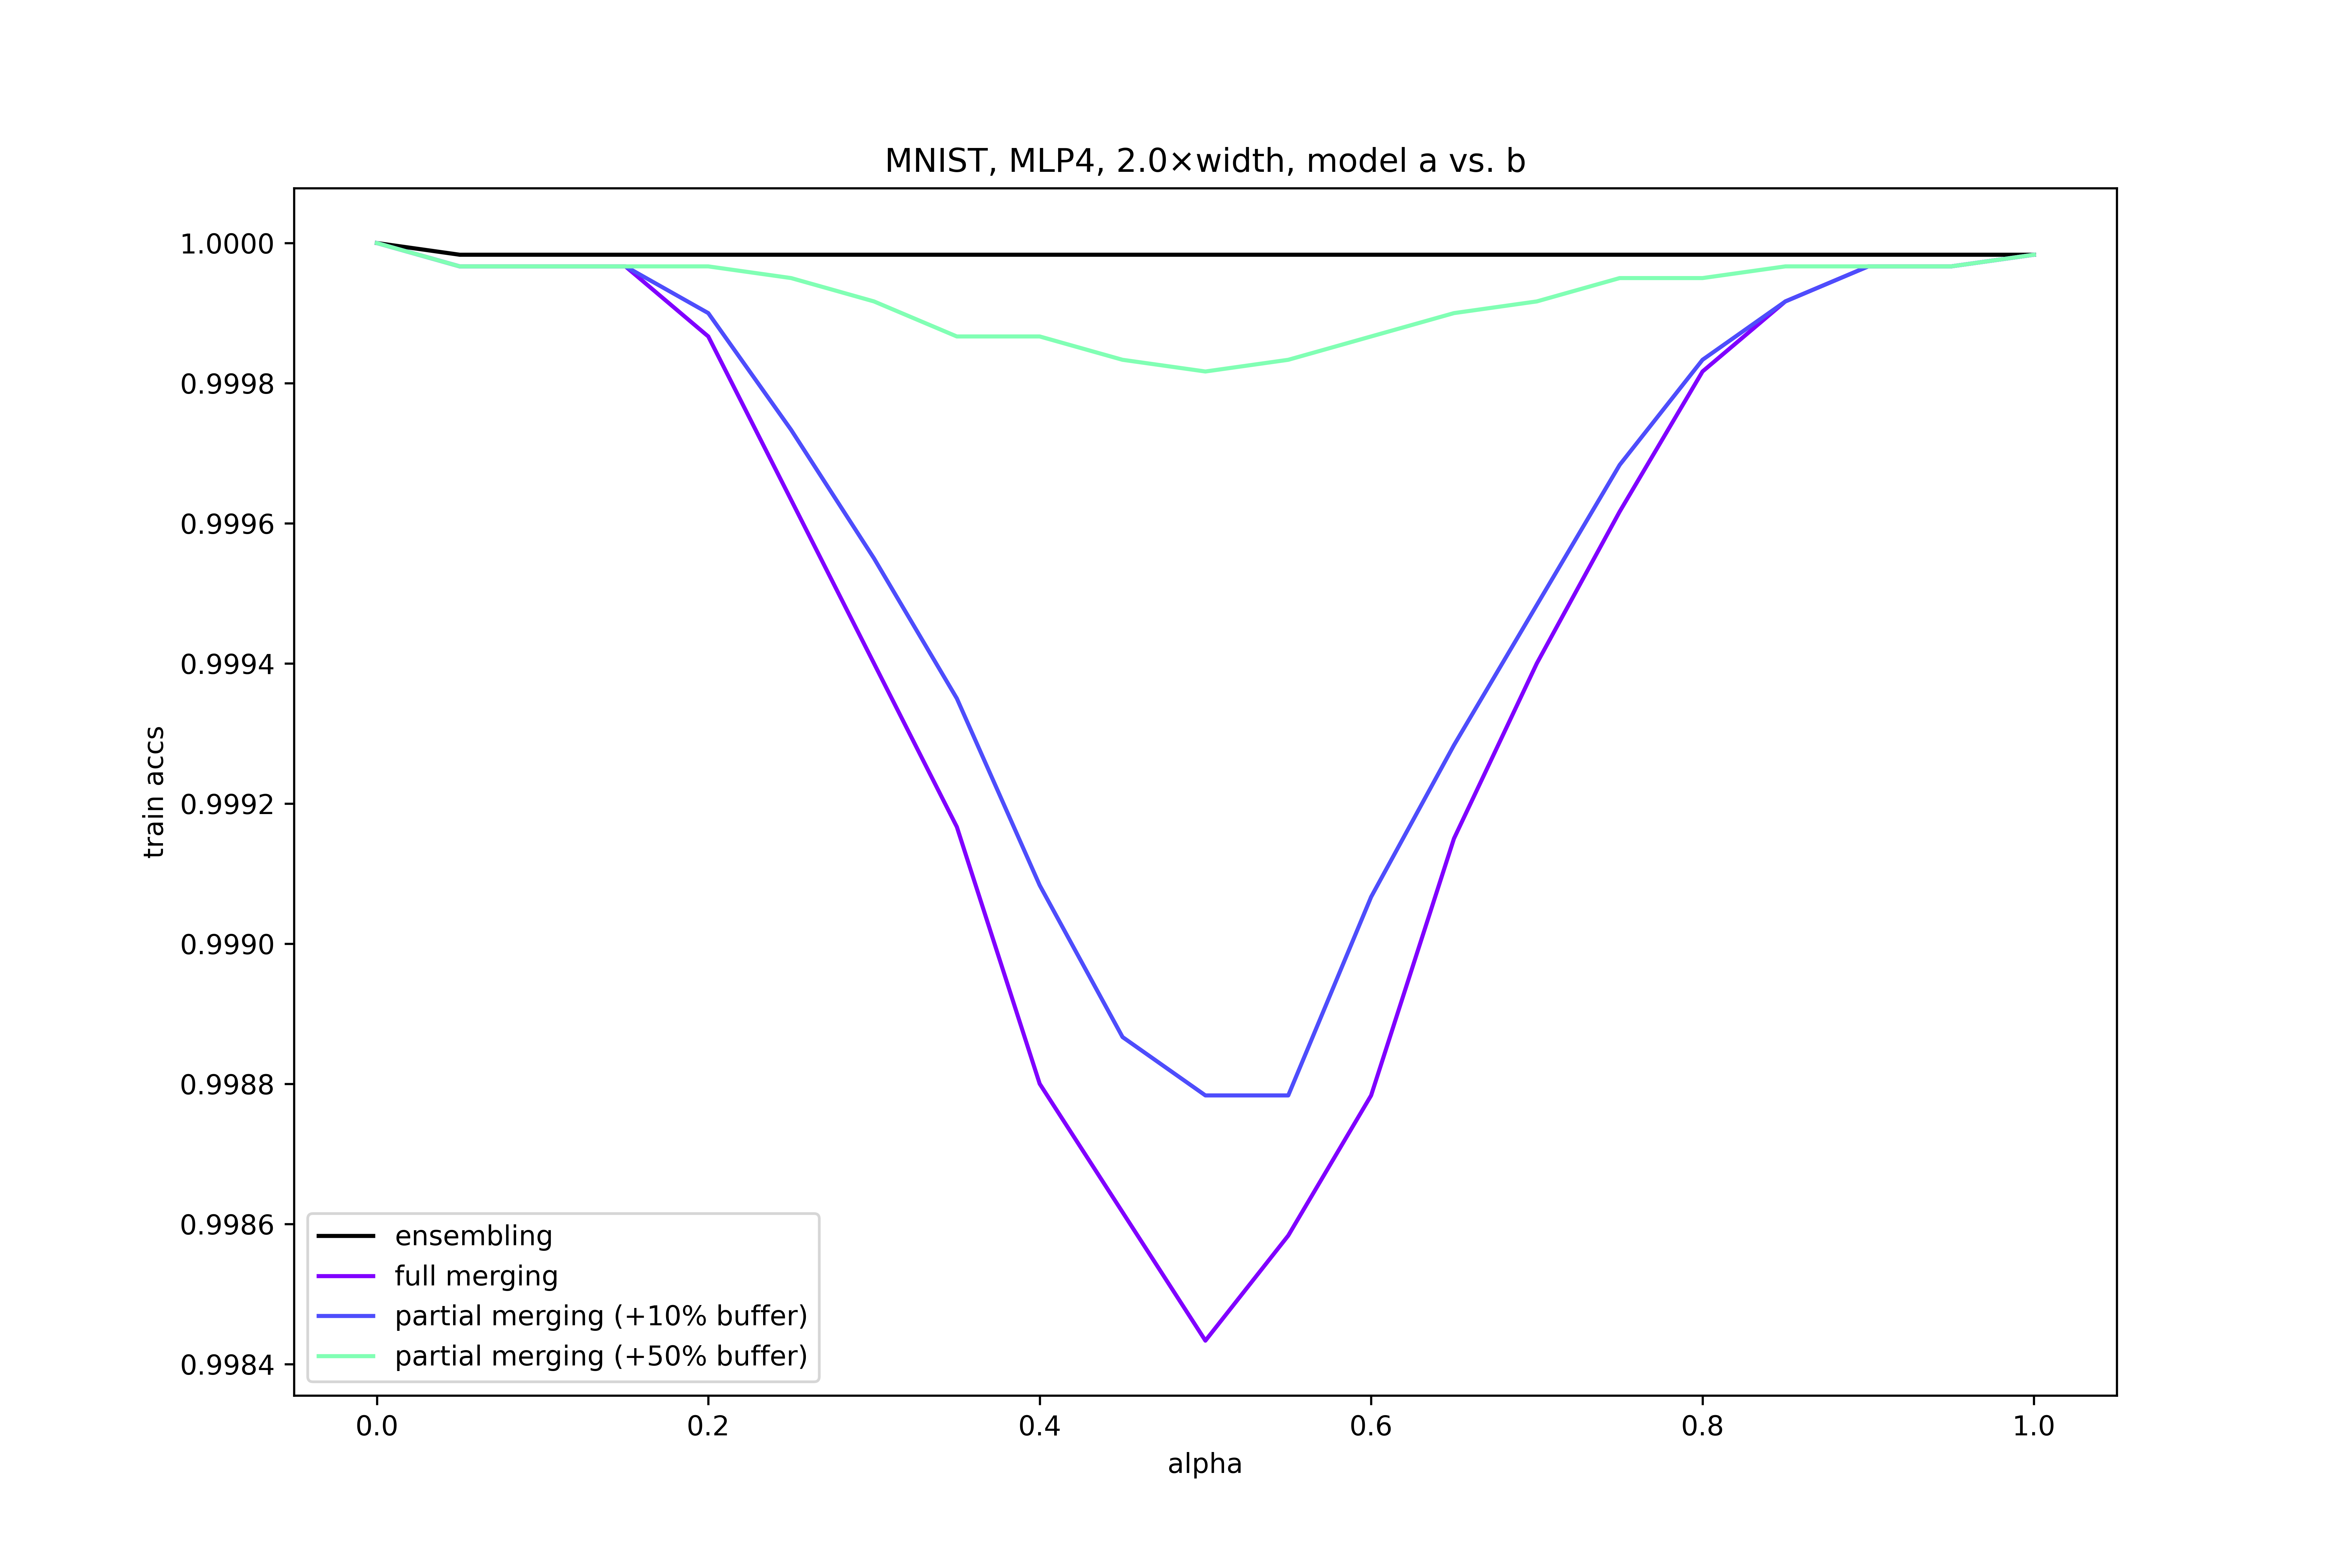 MNIST, MLP4, 2.0×width, model a vs. b
1.0000
0.9998
0.9996
0.9994
0.9992
0.9990
0.9988
0.9986
0.9984
train accs
ensembling
full merging
partial merging (+10% buffer)
partial merging (+50% buffer)
0.0 0.2 0.4 0.6 0.8 1.0
alpha